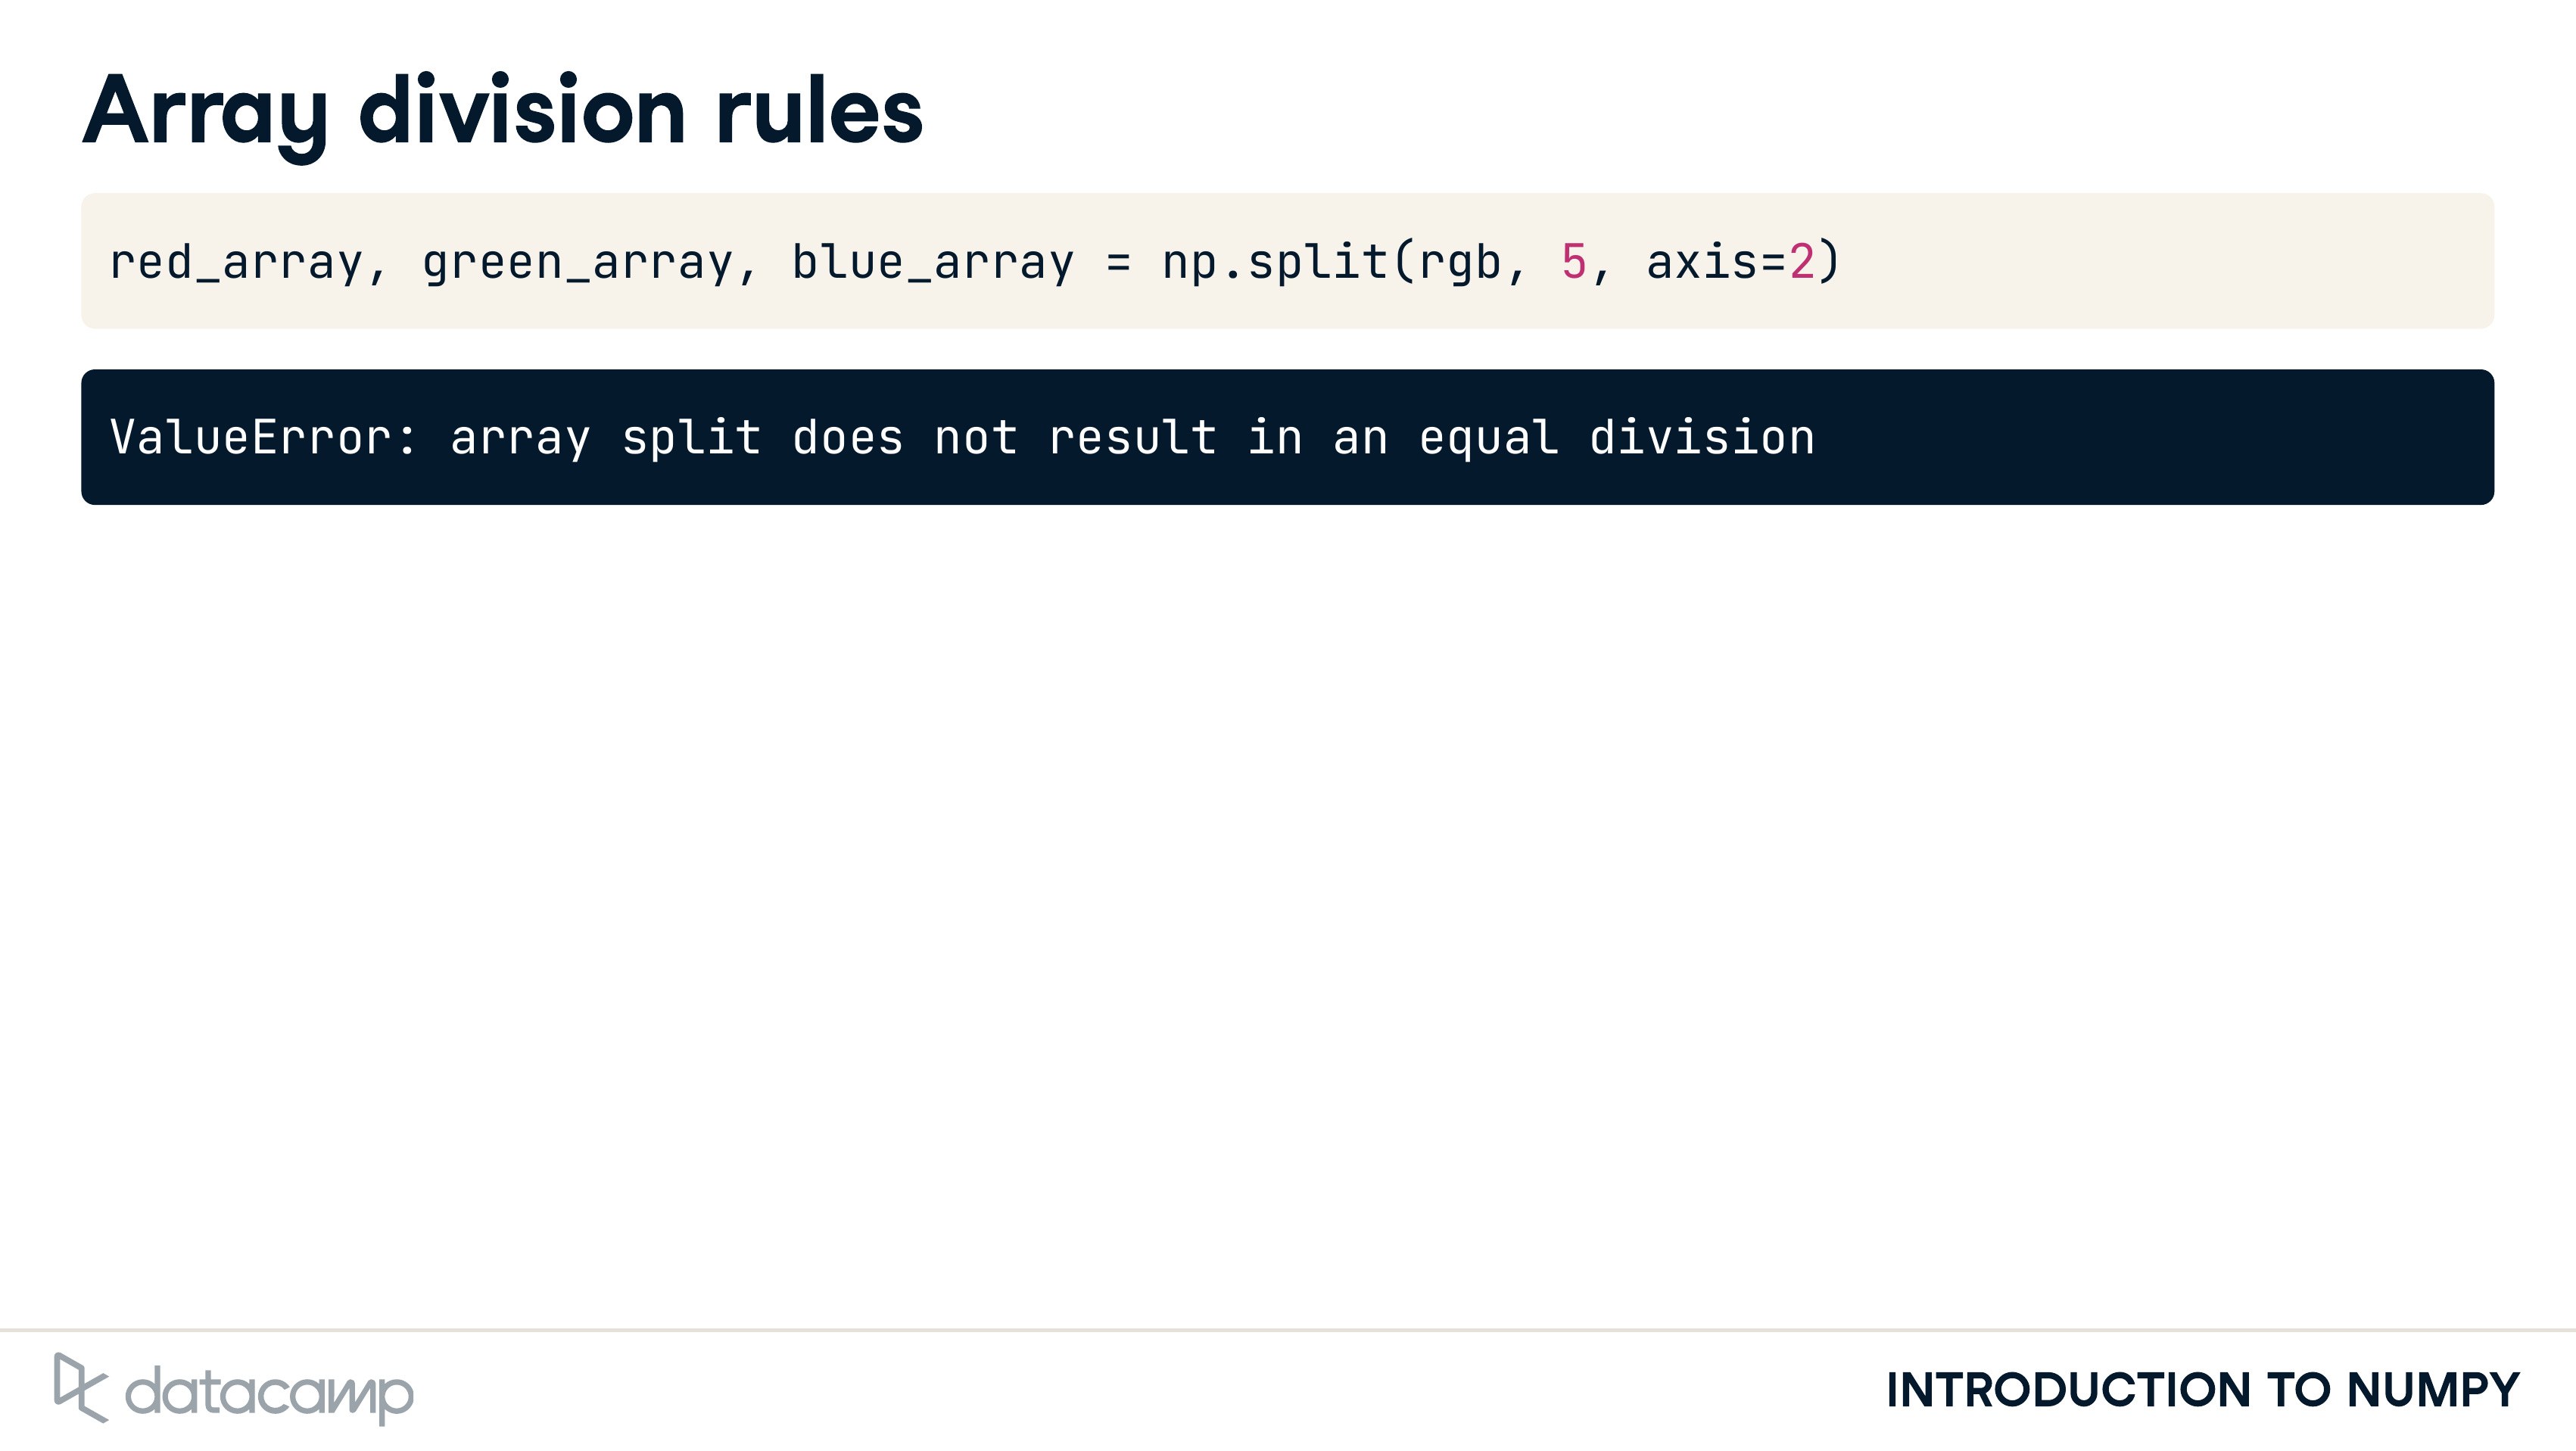 Array division rules
red_array, green_array, blue_array = np.split(rgb, 5, axis=2)
ValueError: array split does not result in an equal division
datacamp
INTRODUCTION TO NUMPY